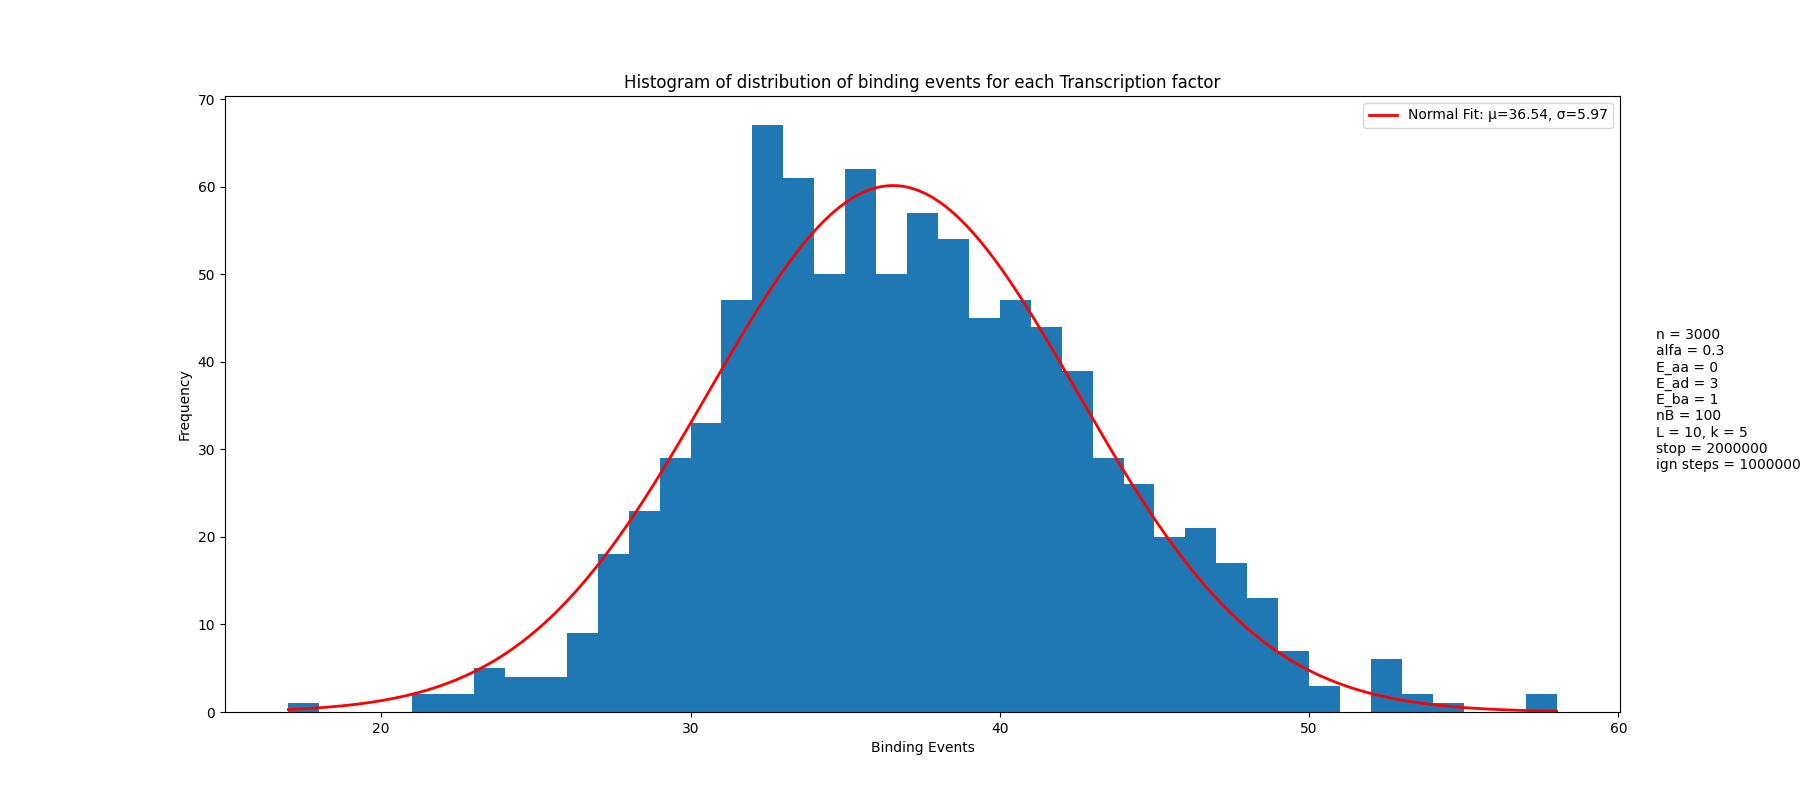 Histogram of distribution of binding events for each Transcription factor
Normal Fit: μ=36.54, σ=5.97
70
60
50
40
30
20
10
0
Frequency
20
30
40
50
60
Binding Events
n = 3000
alfa = 0.3
E_aa = 0
E_ad = 3
E_ba = 1
nB = 100
L = 10, k = 5
stop = 2000000
ign steps = 1000000